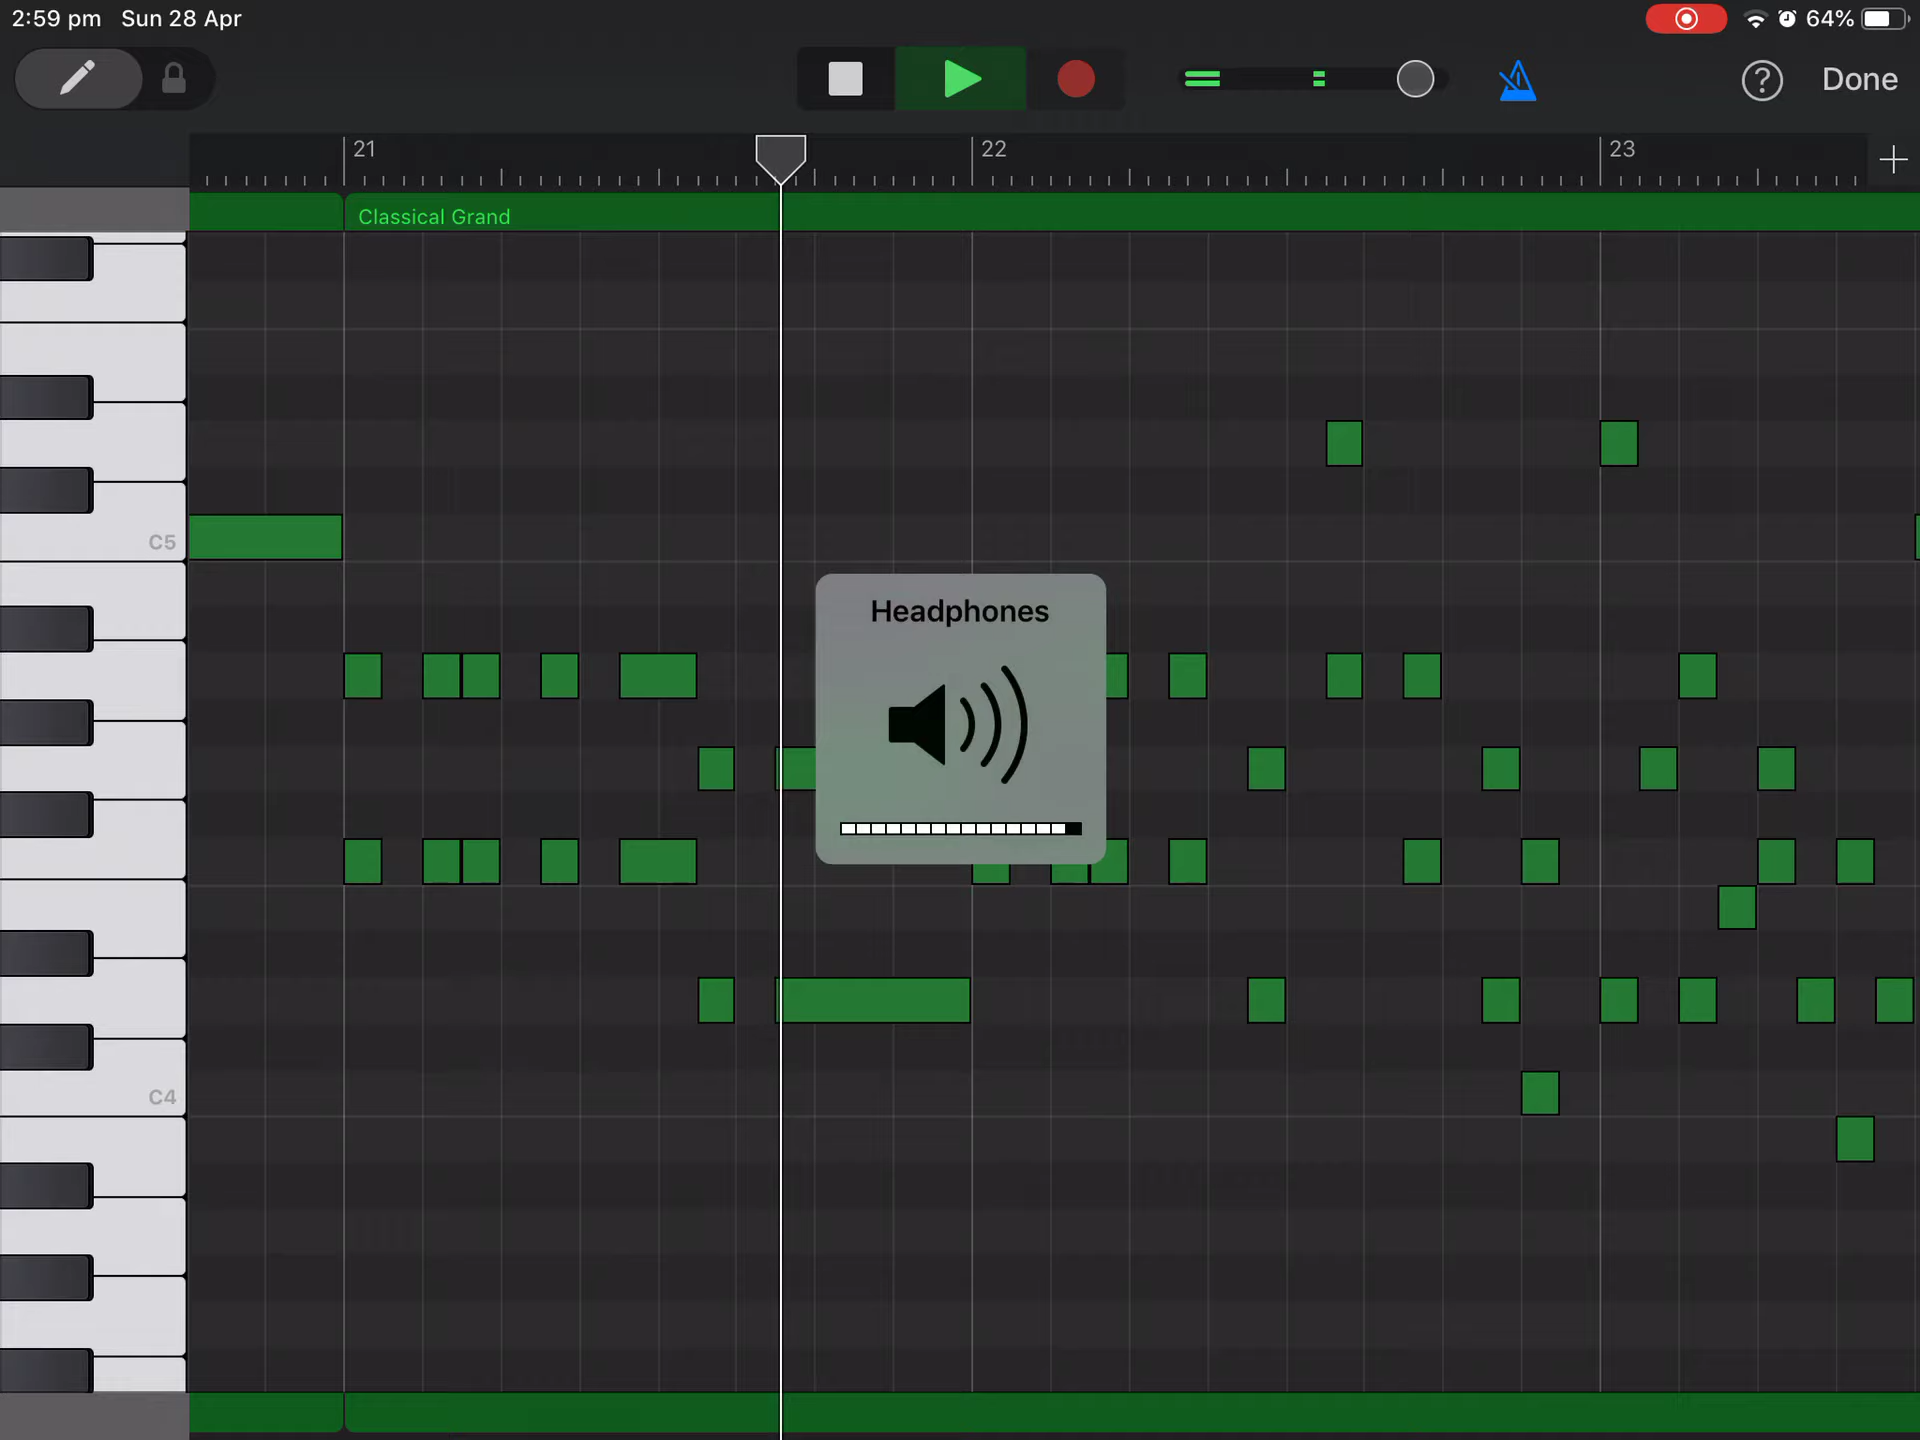 2:59 pm Sun 28 Apr
64%
Done
21
22
23
Classical Grand
C5
Headphones
C4